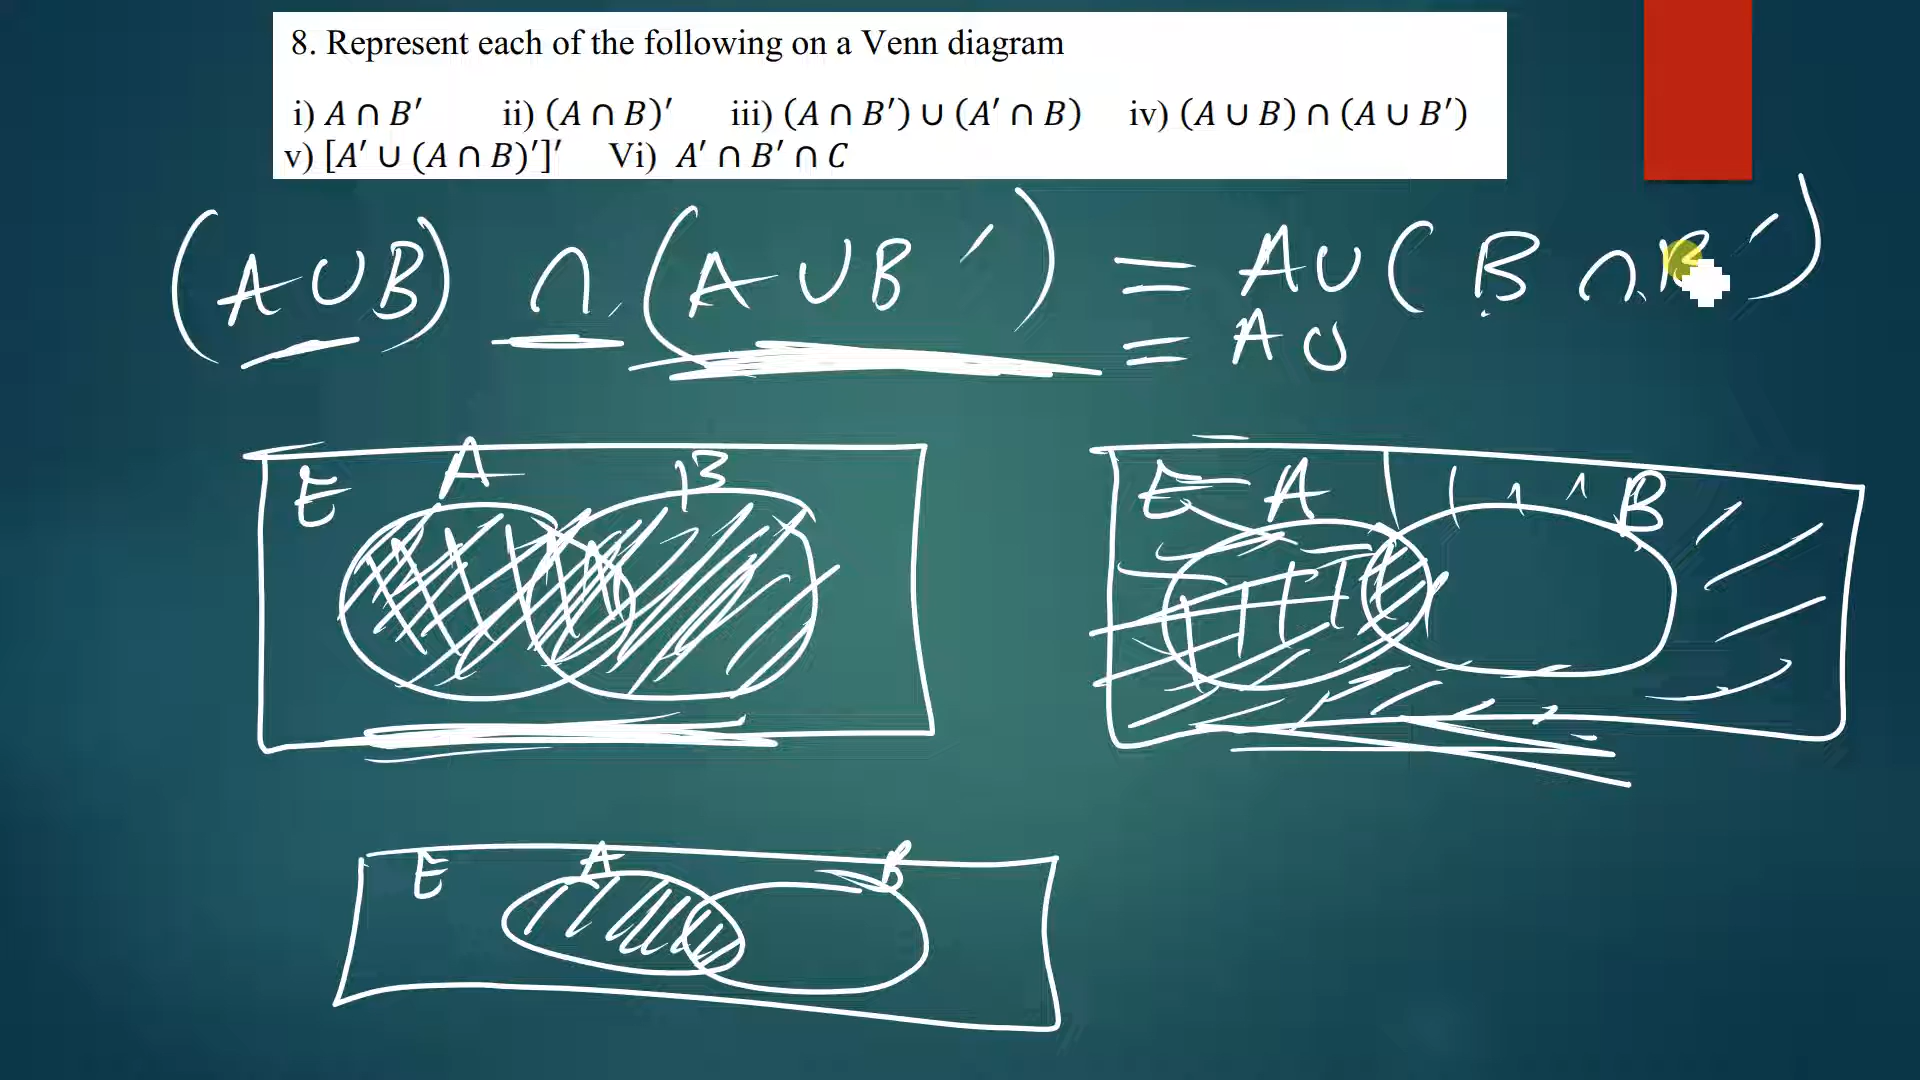 8. Represent each of the following on a Venn diagram
i) A ∩ B′ ii) (A ∩ B)′ iii) (A ∩ B′) ∪ (A′ ∩ B) iv) (A ∪ B) ∩ (A ∪ B′)
v) [A′ ∪ (A ∩ B)′]′ Vi) A′ ∩ B′ ∩ C
(A ∪ B) ∩ (A ∪ B ′) = A ∪ ( B ∩ B ′)
= A ∪
E A B
E A B
E A B